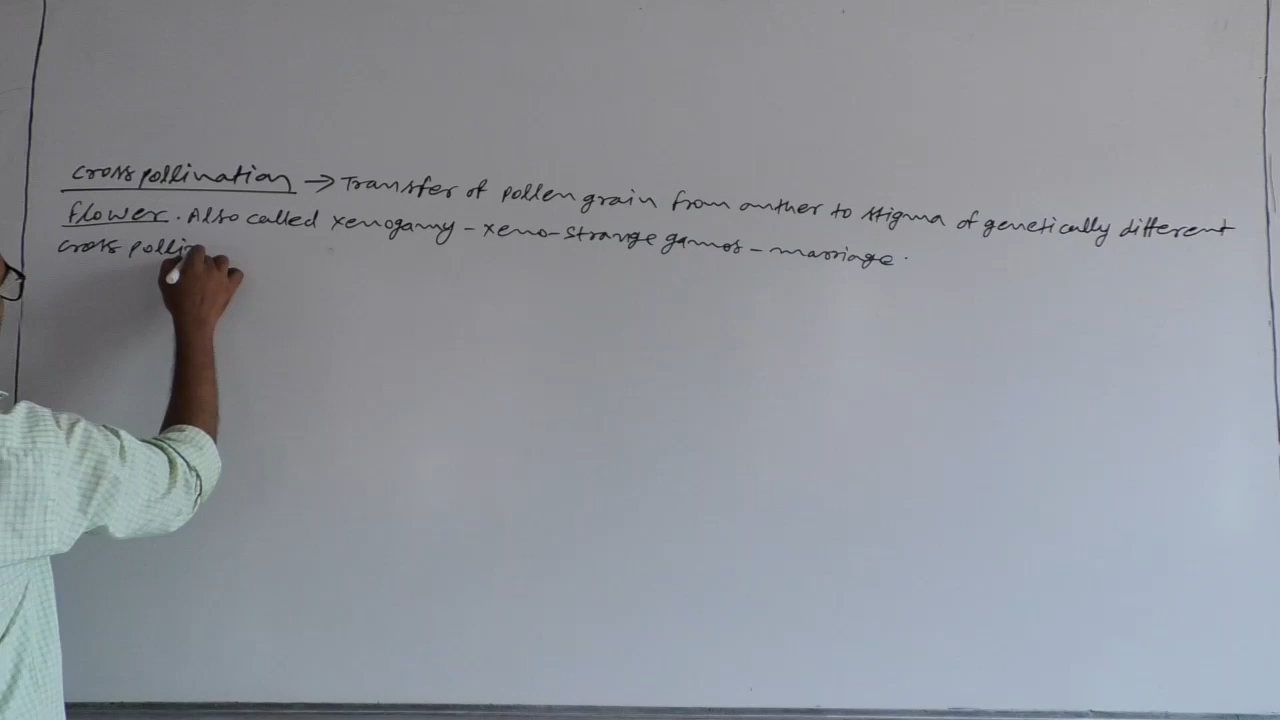 Cross pollination → Transfer of pollen grain from anther to stigma of genetically different
flower. Also called xenogamy - xeno-strange gamos - marriage.
cross pollin